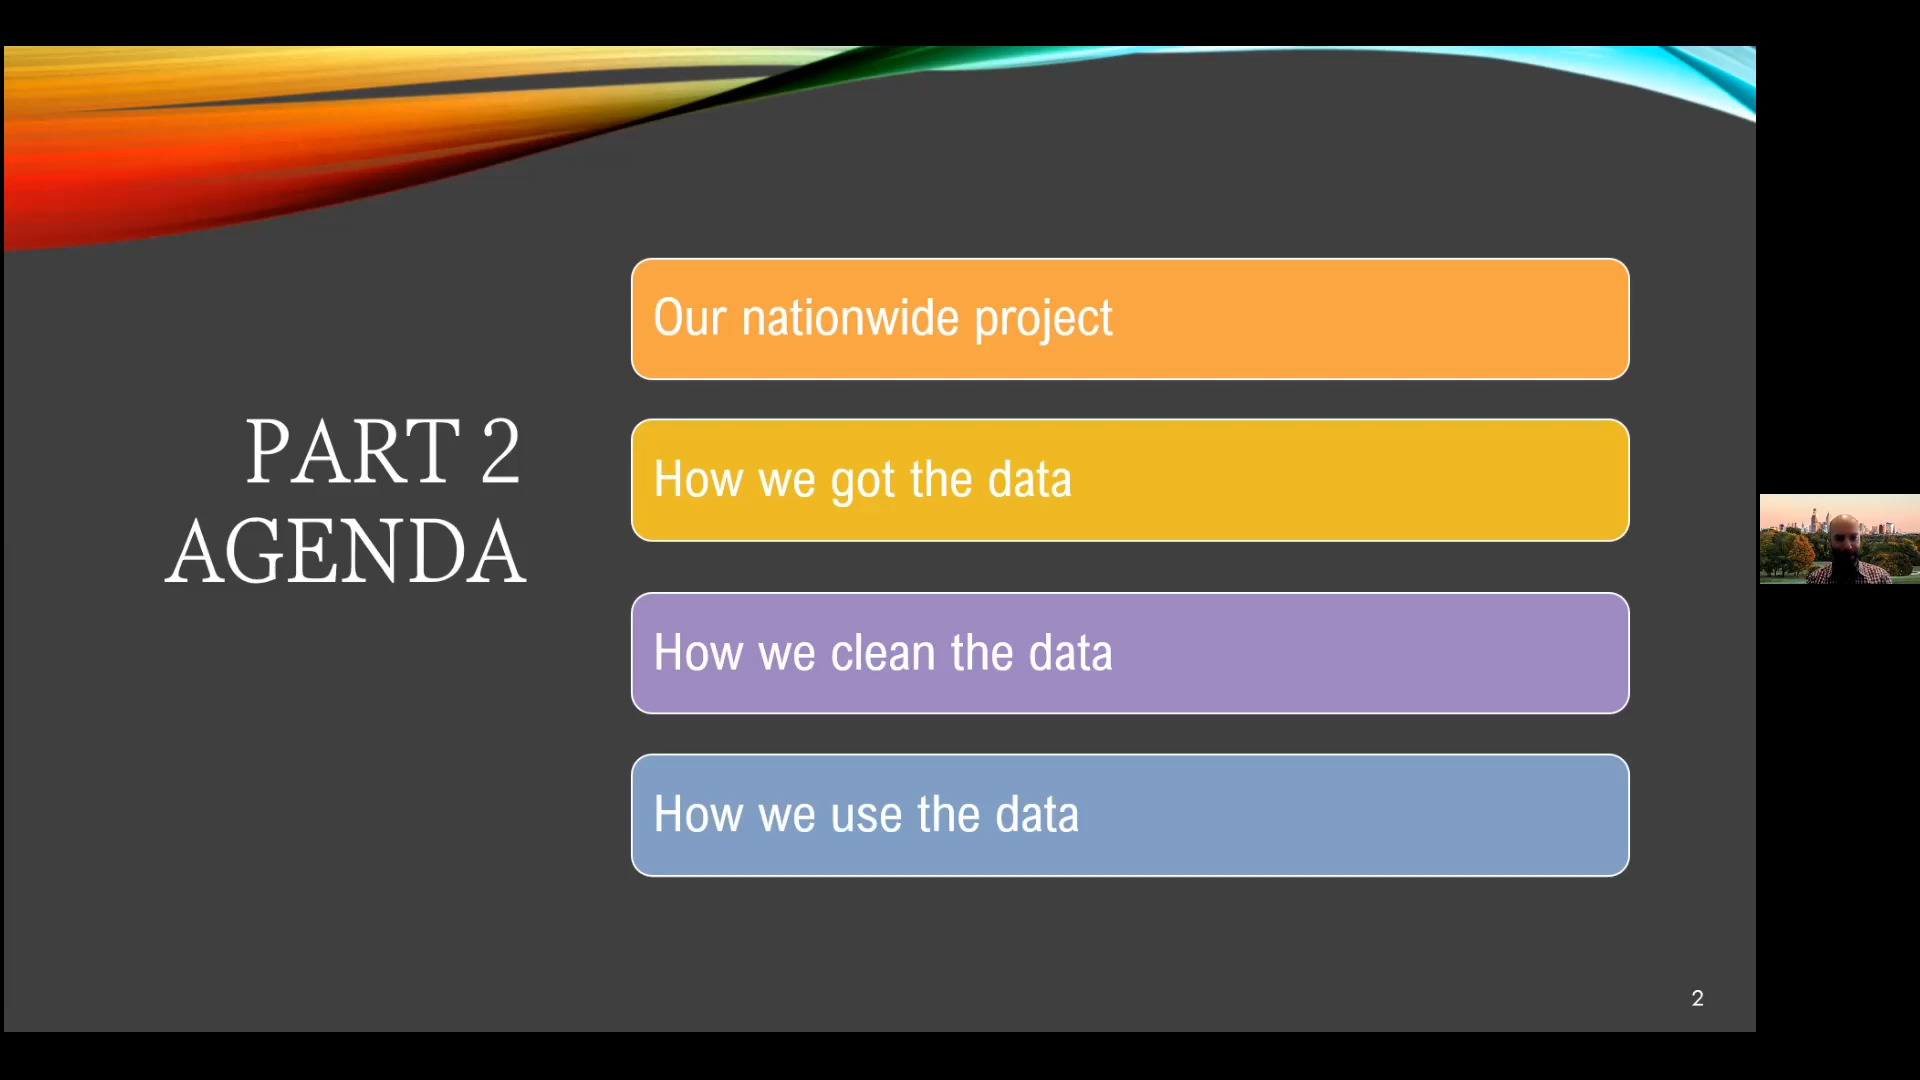 PART 2
AGENDA
Our nationwide project
How we got the data
How we clean the data
How we use the data
2